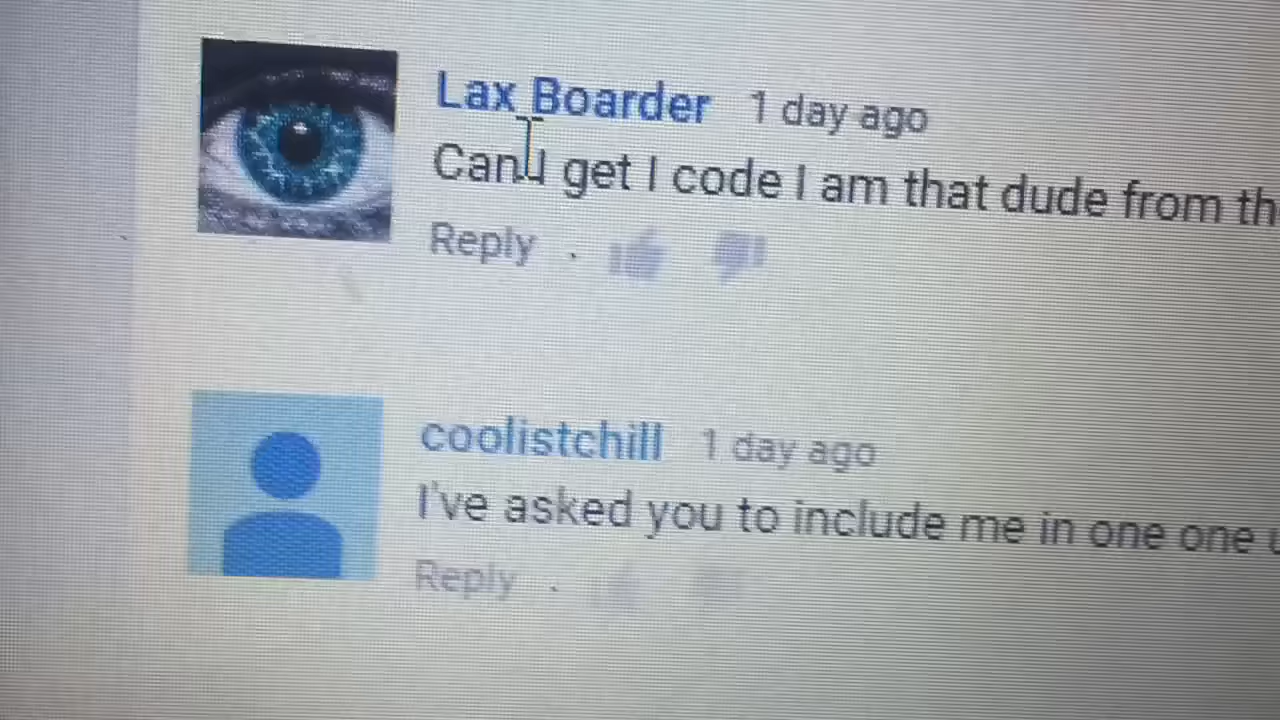 Lax Boarder 1 day ago
Can I get I code I am that dude from th
Reply ·
coolistchill 1 day ago
I've asked you to include me in one one
Reply ·